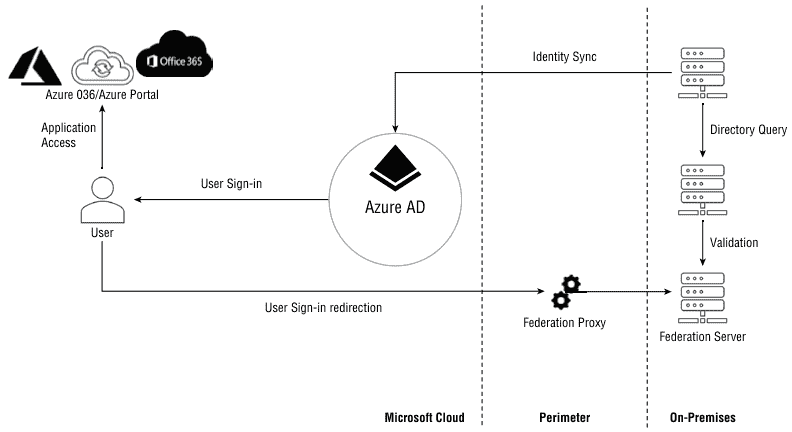 Office 365
Azure 036/Azure Portal
Application
Access
Identity Sync
Directory Query
User Sign-in
Azure AD
User
Validation
User Sign-in redirection
Federation Proxy
Federation Server
Microsoft Cloud
Perimeter
On-Premises